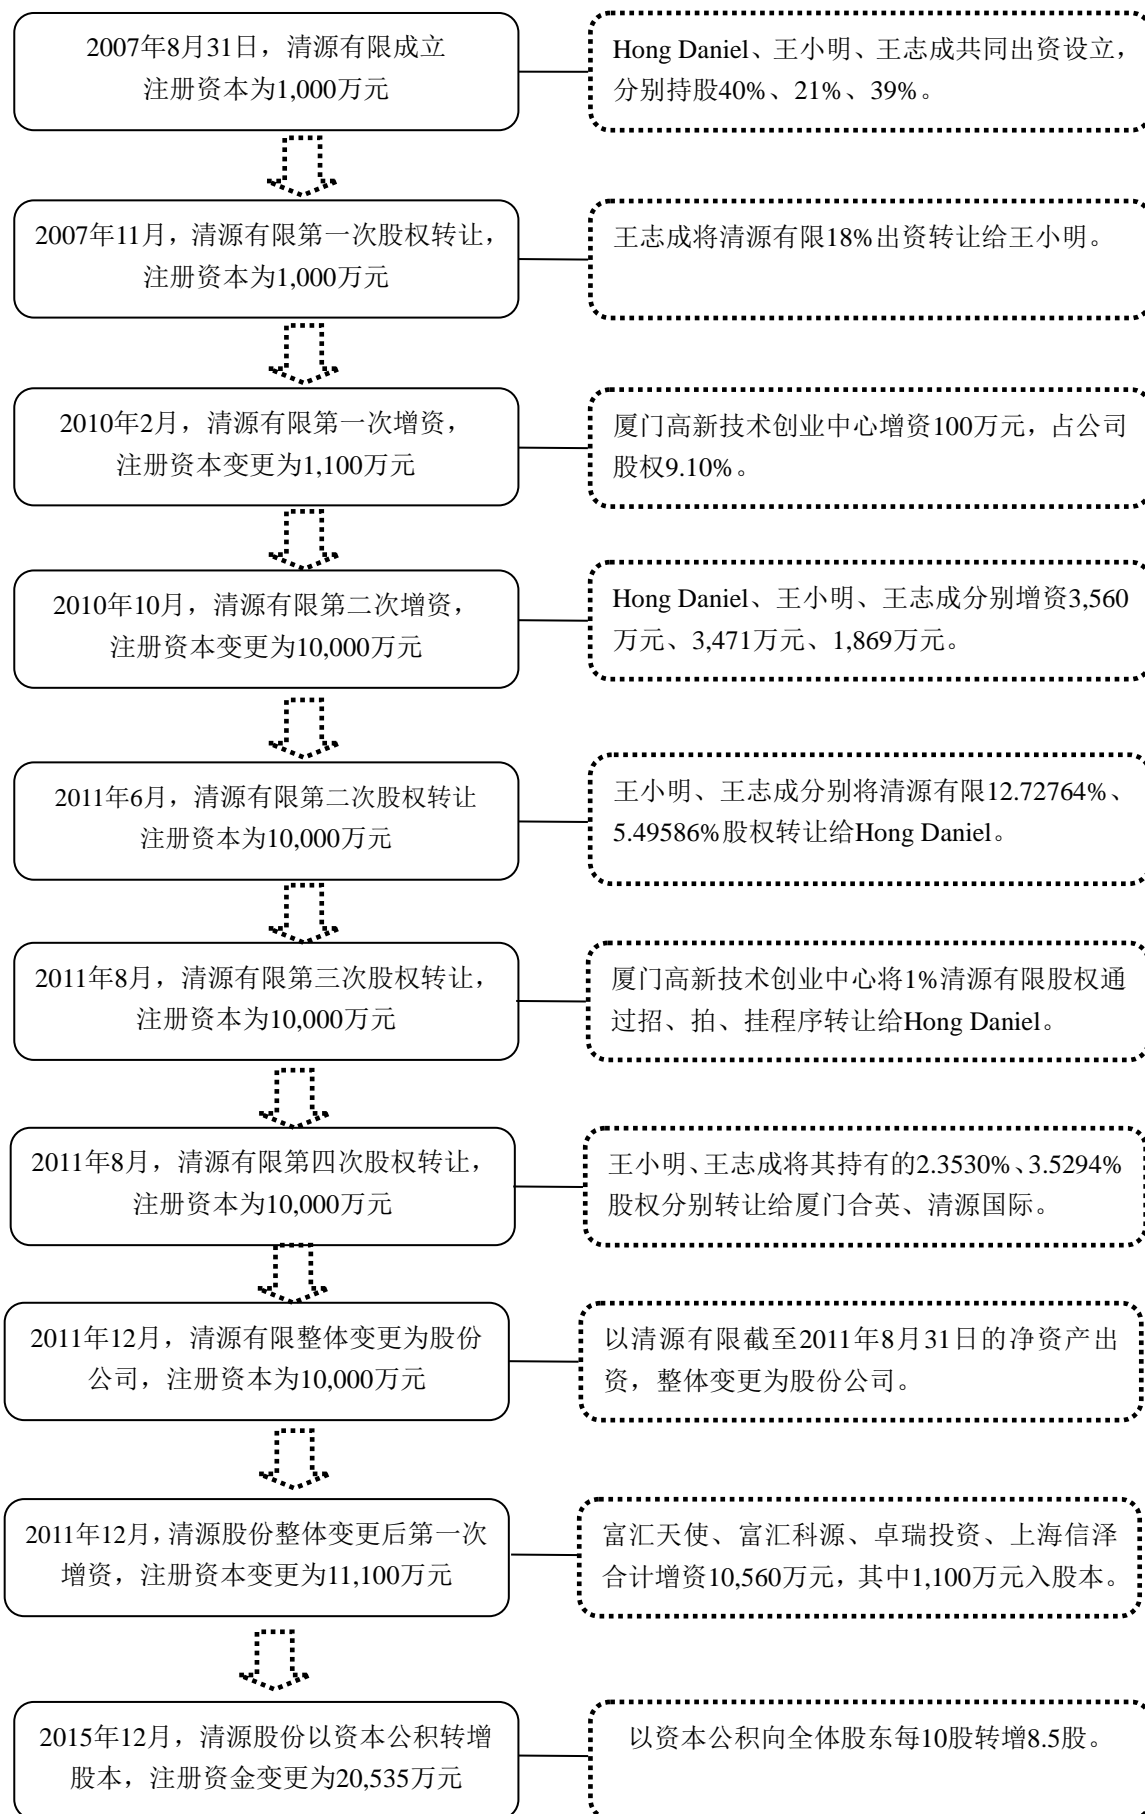 2007年8月31日，清源有限成立
注册资本为1,000万元
Hong Daniel、王小明、王志成共同出资设立，
分别持股40%、21%、39%。
2007年11月，清源有限第一次股权转让，
注册资本为1,000万元
王志成将清源有限18%出资转让给王小明。
2010年2月，清源有限第一次增资，
注册资本变更为1,100万元
厦门高新技术创业中心增资100万元，占公司
股权9.10%。
2010年10月，清源有限第二次增资，
注册资本变更为10,000万元
Hong Daniel、王小明、王志成分别增资3,560
万元、3,471万元、1,869万元。
2011年6月，清源有限第二次股权转让
注册资本为10,000万元
王小明、王志成分别将清源有限12.72764%、
5.49586%股权转让给Hong Daniel。
2011年8月，清源有限第三次股权转让，
注册资本为10,000万元
厦门高新技术创业中心将1%清源有限股权通
过招、拍、挂程序转让给Hong Daniel。
2011年8月，清源有限第四次股权转让，
注册资本为10,000万元
王小明、王志成将其持有的2.3530%、3.5294%
股权分别转让给厦门合英、清源国际。
2011年12月，清源有限整体变更为股份
公司，注册资本为10,000万元
以清源有限截至2011年8月31日的净资产出
资，整体变更为股份公司。
2011年12月，清源股份整体变更后第一次
增资，注册资本变更为11,100万元
富汇天使、富汇科源、卓瑞投资、上海信泽
合计增资10,560万元，其中1,100万元入股本。
2015年12月，清源股份以资本公积转增
股本，注册资金变更为20,535万元
以资本公积向全体股东每10股转增8.5股。